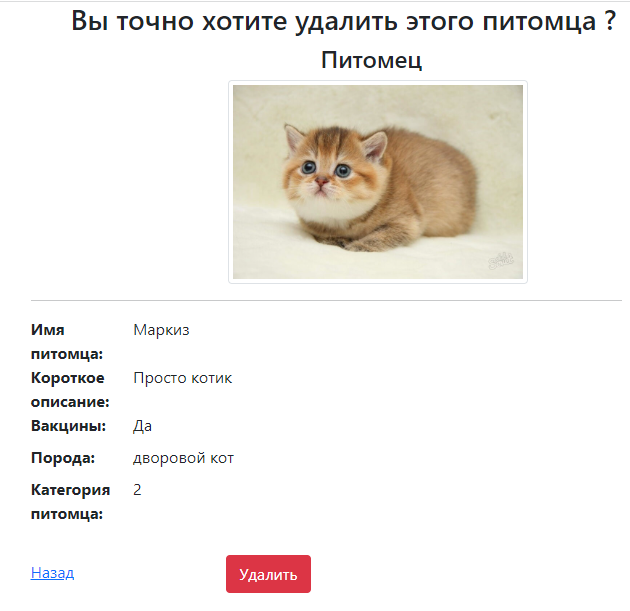 Вы точно хотите удалить этого питомца ?
Питомец
Имя питомца: Маркиз
Короткое описание: Просто котик
Вакцины: Да
Порода: дворовой кот
Категория питомца: 2
Назад Удалить